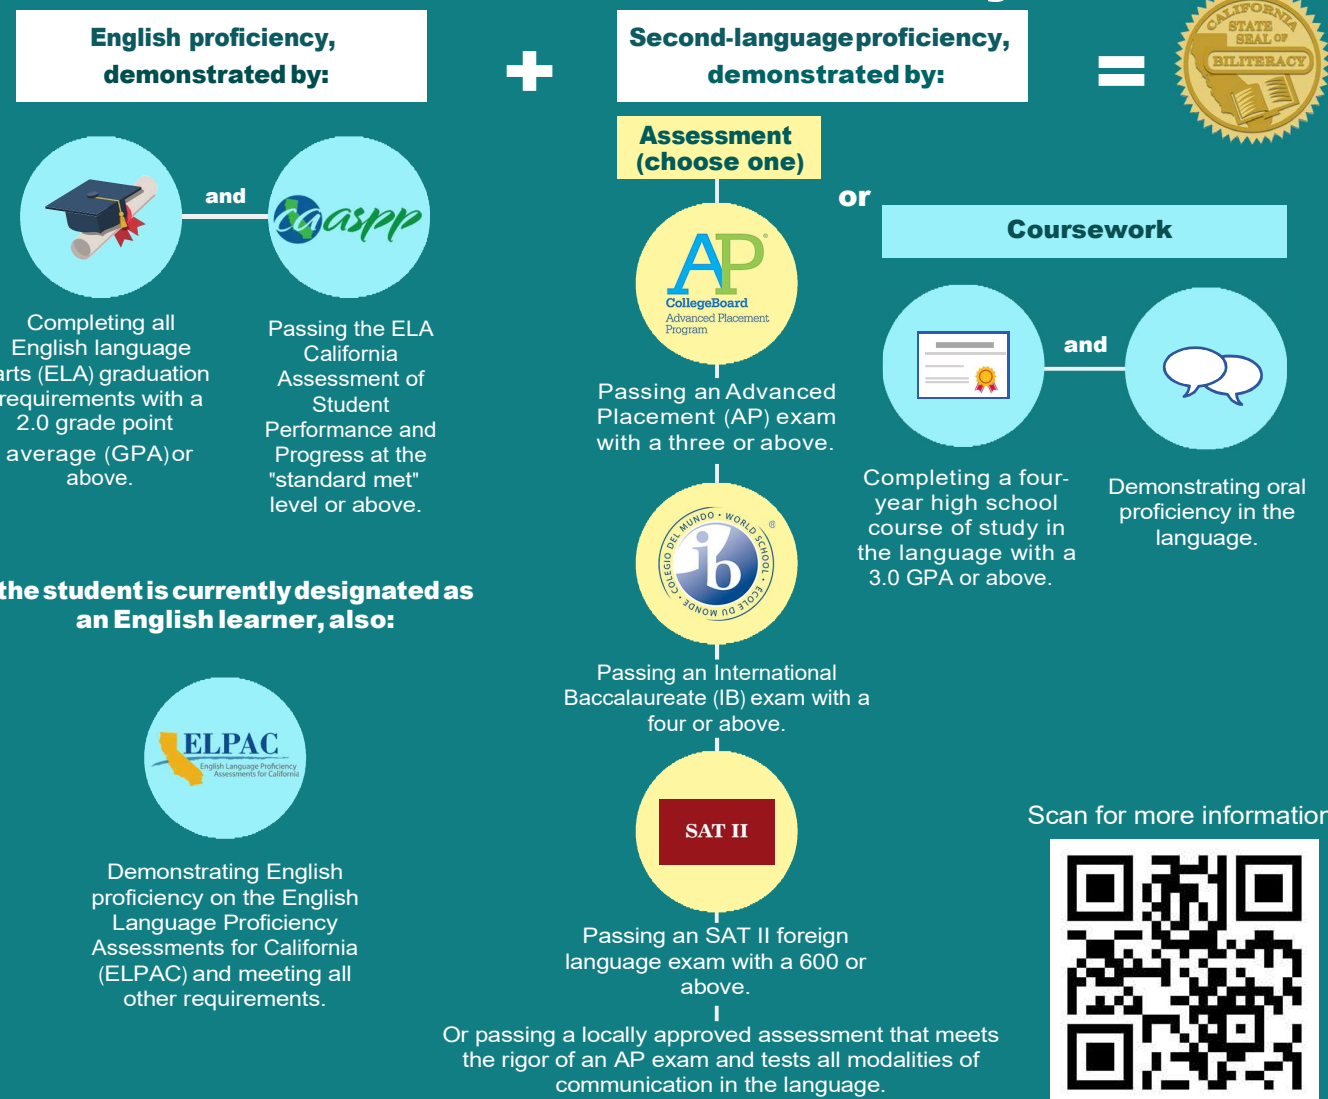 English proficiency,
demonstrated by:
Second-language proficiency,
demonstrated by:
CALIFORNIA
STATE
SEAL OF
BILITERACY
and
caaspp
Completing all
English language
arts (ELA) graduation
requirements with a
2.0 grade point
average (GPA) or
above.
Passing the ELA
California
Assessment of
Student
Performance and
Progress at the
"standard met"
level or above.
the student is currently designated as
an English learner, also:
ELPAC
English Language Proficiency
Assessments for California
Demonstrating English
proficiency on the English
Language Proficiency
Assessments for California
(ELPAC) and meeting all
other requirements.
Assessment
(choose one)
AP®
CollegeBoard
Advanced Placement
Program
Passing an Advanced
Placement (AP) exam
with a three or above.
COLEGIO DEL MUNDO • WORLD SCHOOL • ECOLE DU MONDE •
®
ib
Passing an International
Baccalaureate (IB) exam with a
four or above.
SAT II
Passing an SAT II foreign
language exam with a 600 or
above.
Or passing a locally approved assessment that meets
the rigor of an AP exam and tests all modalities of
communication in the language.
or
Coursework
and
Completing a four-
year high school
course of study in
the language with a
3.0 GPA or above.
Demonstrating oral
proficiency in the
language.
Scan for more information